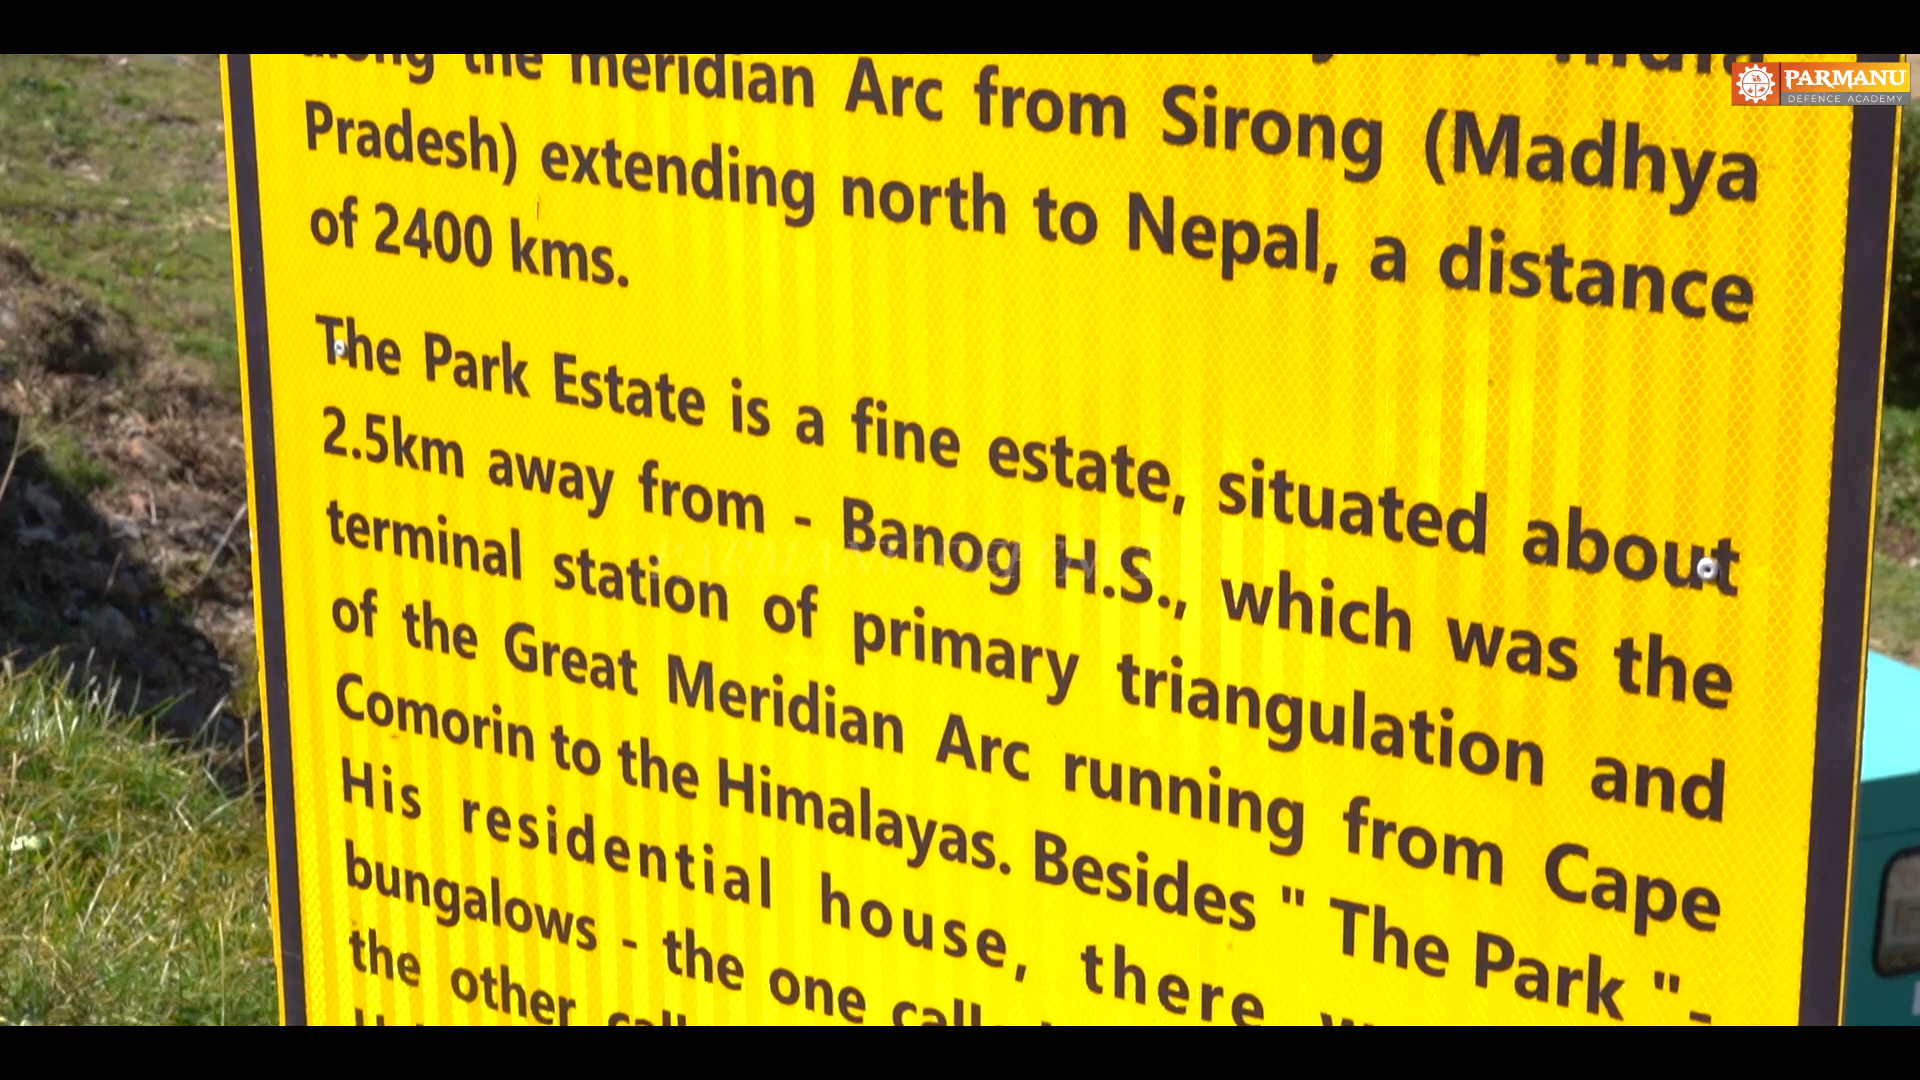 along the meridian Arc from Sirong (Madhya
PARMANU
DEFENCE ACADEMY
Pradesh) extending north to Nepal, a distance
of 2400 kms.
The Park Estate is a fine estate, situated about
2.5km away from - Banog H.S., which was the
terminal station of primary triangulation and
of the Great Meridian Arc running from Cape
Comorin to the Himalayas. Besides " The Park " -
His residential house, there
bungalows - the one
the other